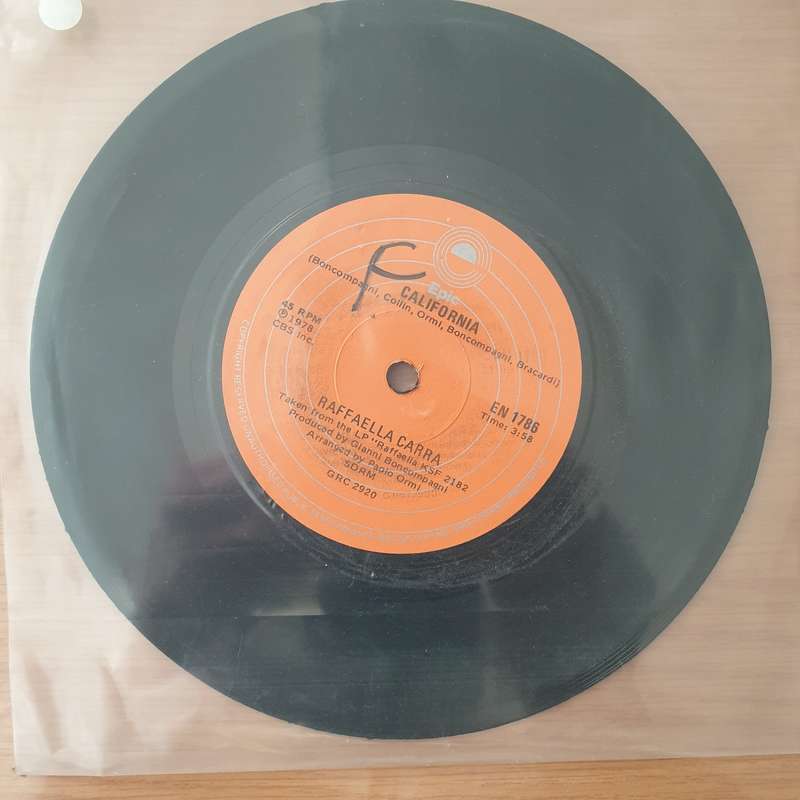 F
Epic
CALIFORNIA
(Boncompagni, Collin, Ormi, Boncompagni, Bracardi)
45 RPM
Ⓟ 1978
CBS Inc.
EN 1786
Time: 3:58
RAFFAELLA CARRA
Taken from the LP "Raffaella KSF 2182
Produced by Gianni Boncompagni
Arranged by Paolo Ormi
SDRM
GRC 2920